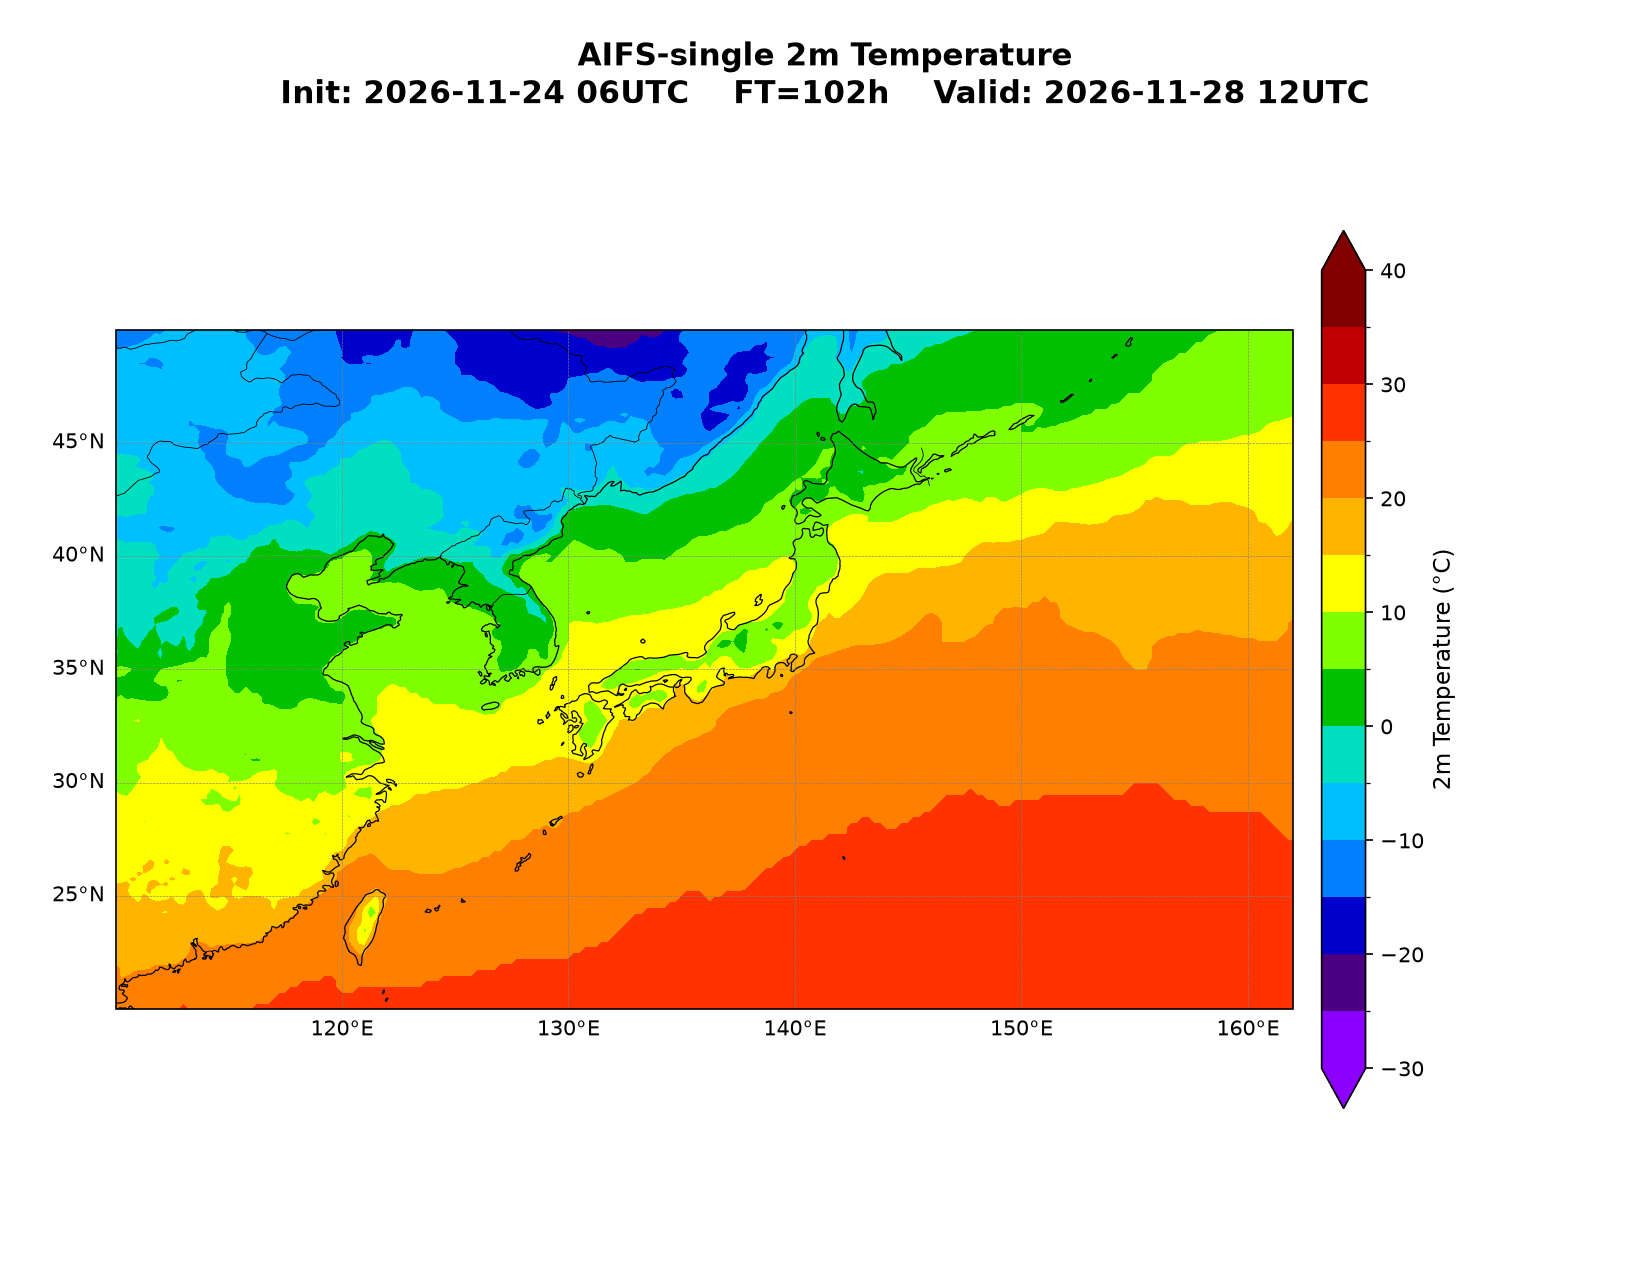 AIFS-single 2m Temperature
Init: 2026-11-24 06UTC    FT=102h    Valid: 2026-11-28 12UTC
45°N
40°N
35°N
30°N
25°N
120°E
130°E
140°E
150°E
160°E
40
30
20
10
0
−10
−20
−30
2m Temperature (°C)